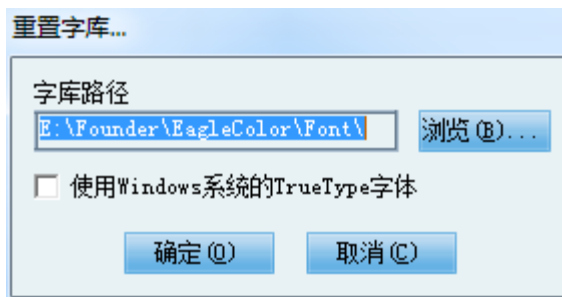 重置字库...
字库路径
E:\Founder\EagleColor\Font\
浏览(B)...
使用Windows系统的TrueType字体
确定(O)
取消(C)